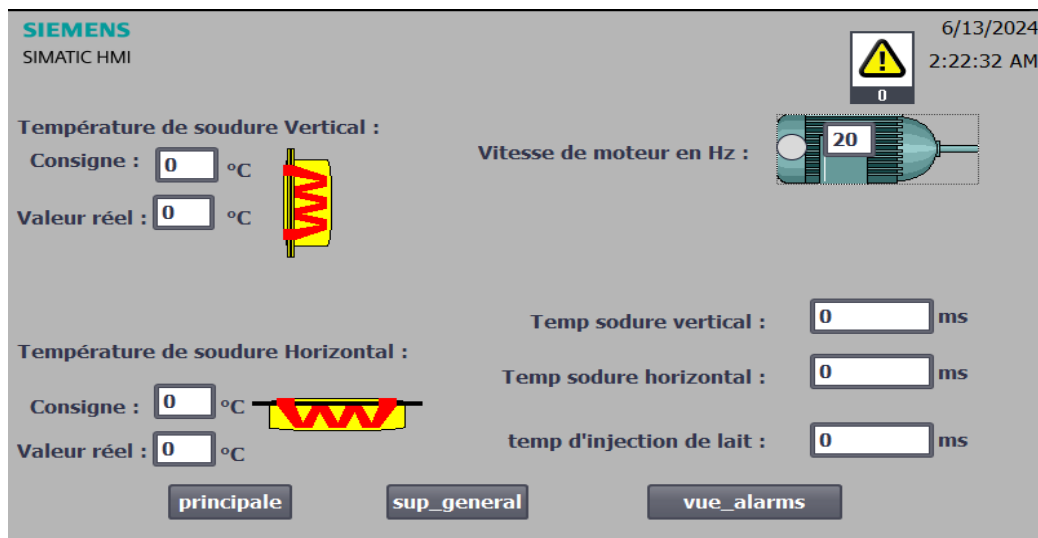 SIEMENS
SIMATIC HMI
6/13/2024
2:22:32 AM
0
Température de soudure Vertical :
Consigne : 0 °C
Valeur réel : 0 °C
Vitesse de moteur en Hz : 20
Temp sodure vertical : 0 ms
Température de soudure Horizontal :
Temp sodure horizontal : 0 ms
Consigne : 0 °C
temp d'injection de lait : 0 ms
Valeur réel : 0 °C
principale sup_general vue_alarms